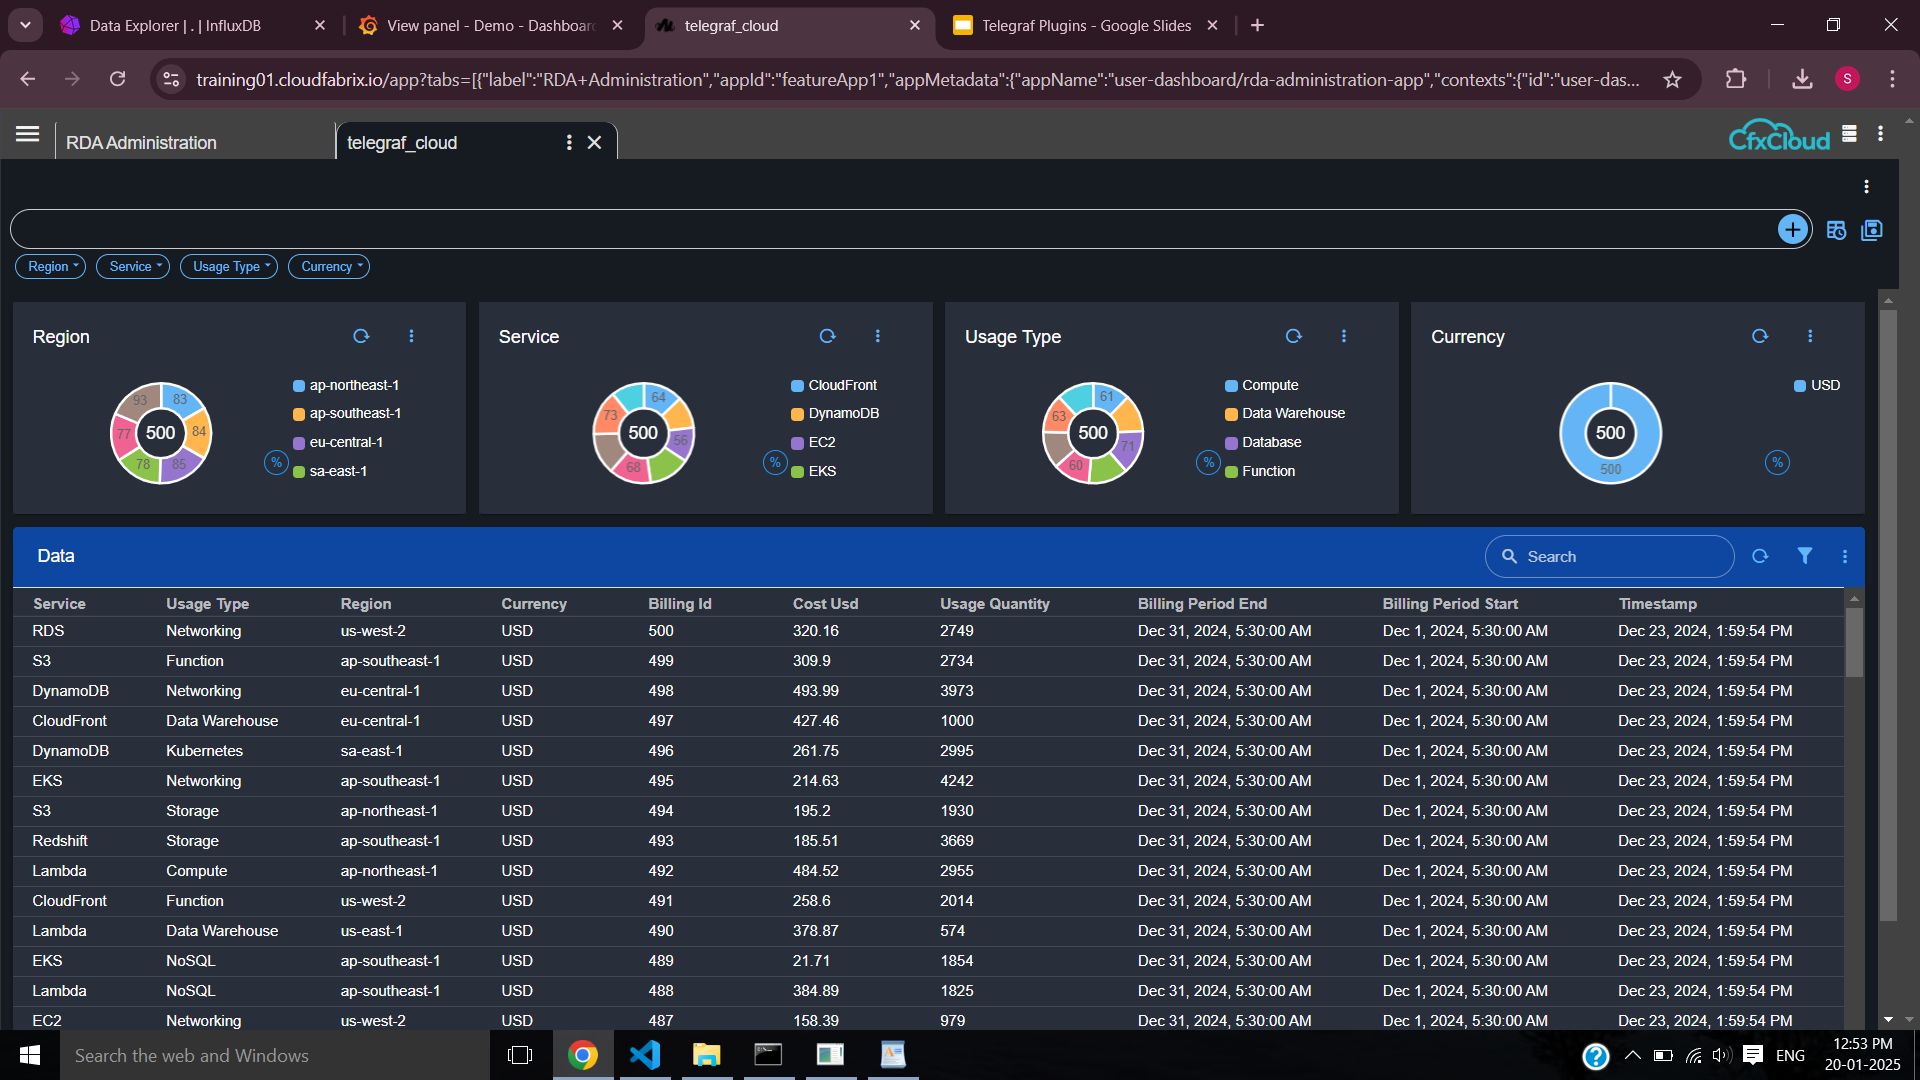 Data Explorer | . | InfluxDB
View panel - Demo - Dashboard
telegraf_cloud
Telegraf Plugins - Google Slides
training01.cloudfabrix.io/app?tabs=[{"label":"RDA+Administration","appId":"featureApp1","appMetadata":{"appName":"user-dashboard/rda-administration-app","contexts":{"id":"user-das...
S
RDA Administration
telegraf_cloud
CfxCloud
Region
Service
Usage Type
Currency
Region
Service
Usage Type
Currency
93
83
84
85
78
77
500
%
ap-northeast-1
ap-southeast-1
eu-central-1
sa-east-1
64
56
68
73
500
%
CloudFront
DynamoDB
EC2
EKS
61
71
60
63
500
%
Compute
Data Warehouse
Database
Function
500
500
%
USD
Data
Search
Service Usage Type Region Currency Billing Id Cost Usd Usage Quantity Billing Period End Billing Period Start Timestamp
RDS Networking us-west-2 USD 500 320.16 2749 Dec 31, 2024, 5:30:00 AM Dec 1, 2024, 5:30:00 AM Dec 23, 2024, 1:59:54 PM
S3 Function ap-southeast-1 USD 499 309.9 2734 Dec 31, 2024, 5:30:00 AM Dec 1, 2024, 5:30:00 AM Dec 23, 2024, 1:59:54 PM
DynamoDB Networking eu-central-1 USD 498 493.99 3973 Dec 31, 2024, 5:30:00 AM Dec 1, 2024, 5:30:00 AM Dec 23, 2024, 1:59:54 PM
CloudFront Data Warehouse eu-central-1 USD 497 427.46 1000 Dec 31, 2024, 5:30:00 AM Dec 1, 2024, 5:30:00 AM Dec 23, 2024, 1:59:54 PM
DynamoDB Kubernetes sa-east-1 USD 496 261.75 2995 Dec 31, 2024, 5:30:00 AM Dec 1, 2024, 5:30:00 AM Dec 23, 2024, 1:59:54 PM
EKS Networking ap-southeast-1 USD 495 214.63 4242 Dec 31, 2024, 5:30:00 AM Dec 1, 2024, 5:30:00 AM Dec 23, 2024, 1:59:54 PM
S3 Storage ap-northeast-1 USD 494 195.2 1930 Dec 31, 2024, 5:30:00 AM Dec 1, 2024, 5:30:00 AM Dec 23, 2024, 1:59:54 PM
Redshift Storage ap-southeast-1 USD 493 185.51 3669 Dec 31, 2024, 5:30:00 AM Dec 1, 2024, 5:30:00 AM Dec 23, 2024, 1:59:54 PM
Lambda Compute ap-northeast-1 USD 492 484.52 2955 Dec 31, 2024, 5:30:00 AM Dec 1, 2024, 5:30:00 AM Dec 23, 2024, 1:59:54 PM
CloudFront Function us-west-2 USD 491 258.6 2014 Dec 31, 2024, 5:30:00 AM Dec 1, 2024, 5:30:00 AM Dec 23, 2024, 1:59:54 PM
Lambda Data Warehouse us-east-1 USD 490 378.87 574 Dec 31, 2024, 5:30:00 AM Dec 1, 2024, 5:30:00 AM Dec 23, 2024, 1:59:54 PM
EKS NoSQL ap-southeast-1 USD 489 21.71 1854 Dec 31, 2024, 5:30:00 AM Dec 1, 2024, 5:30:00 AM Dec 23, 2024, 1:59:54 PM
Lambda NoSQL ap-southeast-1 USD 488 384.89 1825 Dec 31, 2024, 5:30:00 AM Dec 1, 2024, 5:30:00 AM Dec 23, 2024, 1:59:54 PM
EC2 Networking us-west-2 USD 487 158.39 979 Dec 31, 2024, 5:30:00 AM Dec 1, 2024, 5:30:00 AM Dec 23, 2024, 1:59:54 PM
Search the web and Windows
ENG
12:53 PM
20-01-2025